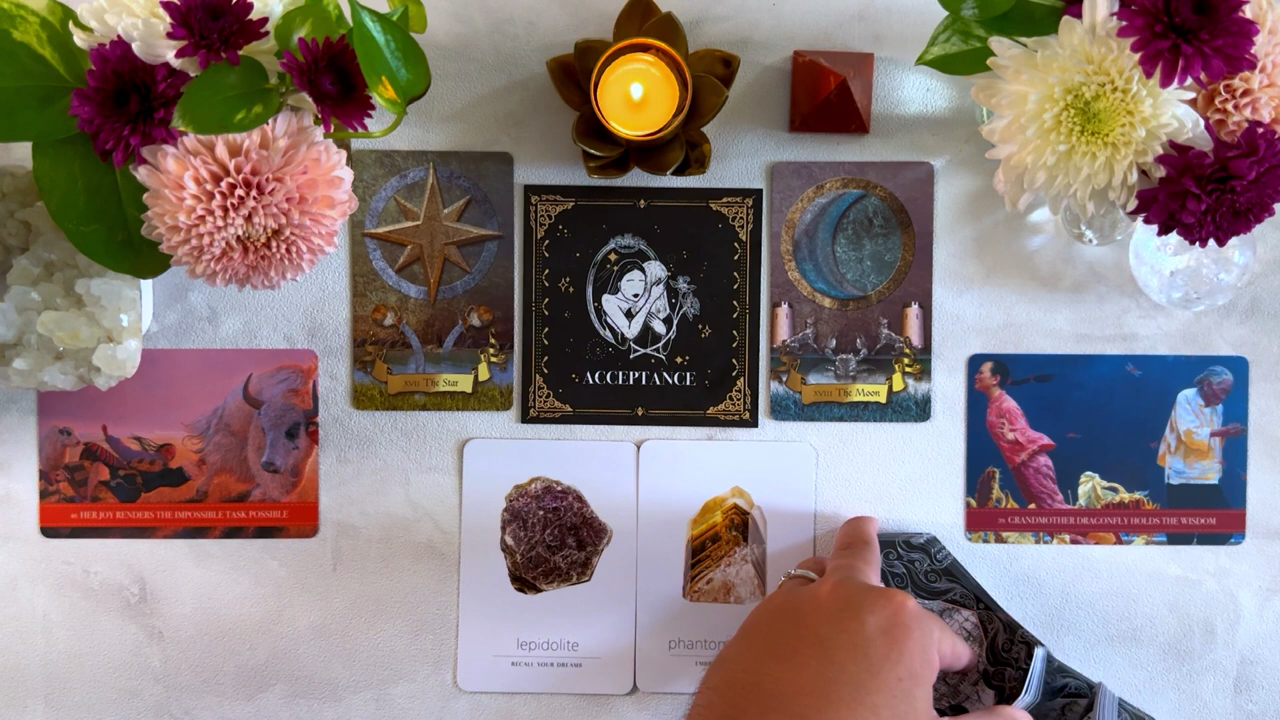 XVII The Star
ACCEPTANCE
XVIII The Moon
HER JOY RENDERS THE IMPOSSIBLE TASK POSSIBLE
GRANDMOTHER DRAGONFLY HOLDS THE WISDOM
lepidolite
RECALL YOUR DREAMS
phantom